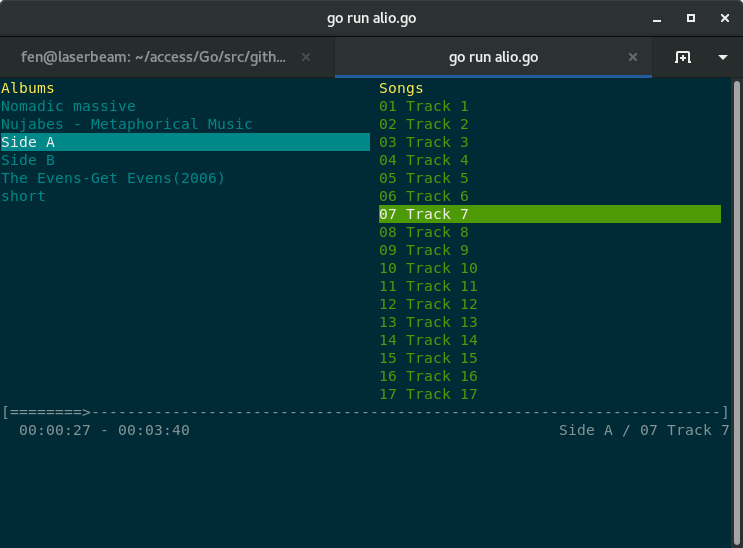 go run alio.go
fen@laserbeam: ~/access/Go/src/gith...
go run alio.go
Albums
Nomadic massive
Nujabes - Metaphorical Music
Side A
Side B
The Evens-Get Evens(2006)
short
Songs
01 Track 1
02 Track 2
03 Track 3
04 Track 4
05 Track 5
06 Track 6
07 Track 7
08 Track 8
09 Track 9
10 Track 10
11 Track 11
12 Track 12
13 Track 13
14 Track 14
15 Track 15
16 Track 16
17 Track 17
[========>----------------------------------------------------------------------]
00:00:27 - 00:03:40
Side A / 07 Track 7